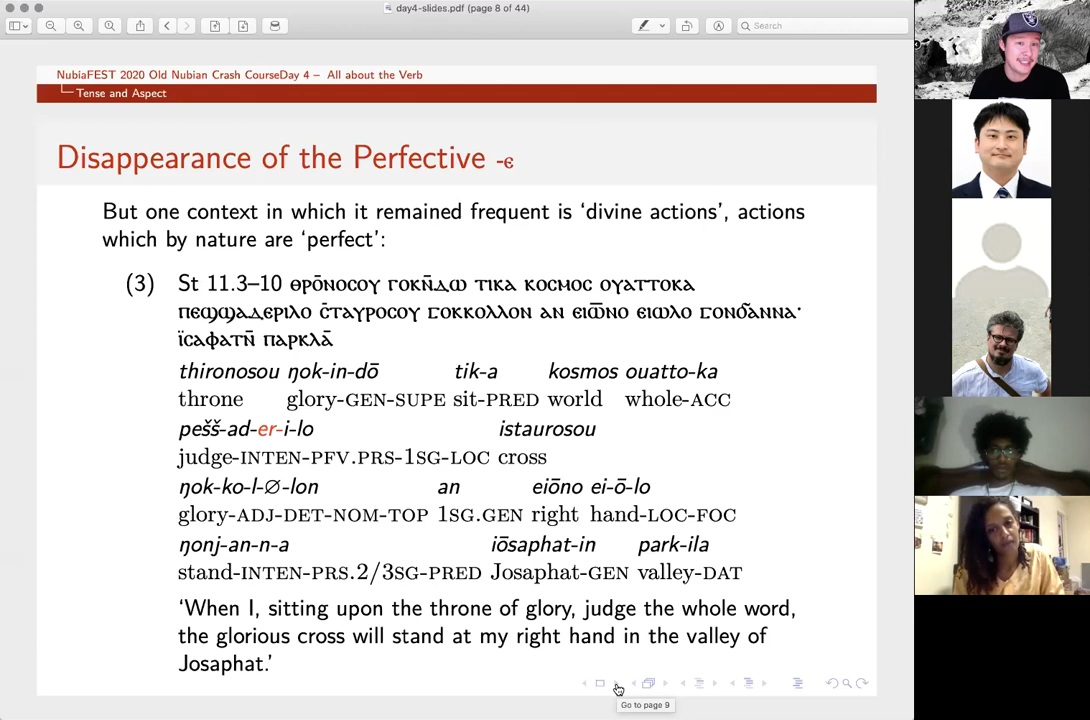 day4-slides.pdf (page 8 of 44)
Search
NubiaFEST 2020 Old Nubian Crash CourseDay 4 – All about the Verb
Tense and Aspect
Disappearance of the Perfective -ⲉ
But one context in which it remained frequent is ‘divine actions’, actions
which by nature are ‘perfect’:
(3) St 11.3–10 ⲑⲣⲟ̄ⲛⲟⲥⲟⲩ ⲅⲟⲕⲛ̄ⲇⲱ ⲧⲓⲕⲁ ⲕⲟⲥⲙⲟⲥ ⲟⲩⲁⲧⲧⲟⲕⲁ
ⲡⲉϣϣⲁⲇⲉⲣⲓⲗⲟ ⲥ̄ⲧⲁⲩⲣⲟⲥⲟⲩ ⲅⲟⲕⲕⲟⲗⲗⲟⲛ ⲁⲛ
ⲡⲁⲣⲕⲗⲁ̄
thironosou ŋok-in-dō tik-a kosmos ouatto-ka
throne glory-GEN-SUPE sit-PRED world whole-ACC
pešš-ad-er-i-lo istaurosou
judge-INTEN-PFV.PRS-1SG-LOC cross
ŋok-ko-l-∅-lon an eiōno ei-ō-lo
glory-ADJ-DET-NOM-TOP 1SG.GEN right hand-LOC-FOC
ŋonj-an-n-a iōsaphat-in park-ila
stand-INTEN-PRS.2/3SG-PRED Josaphat-GEN valley-DAT
‘When I, sitting upon the throne of glory, judge the whole word,
the glorious cross will stand at my right hand in the valley of
Josaphat.’
Go to page 9